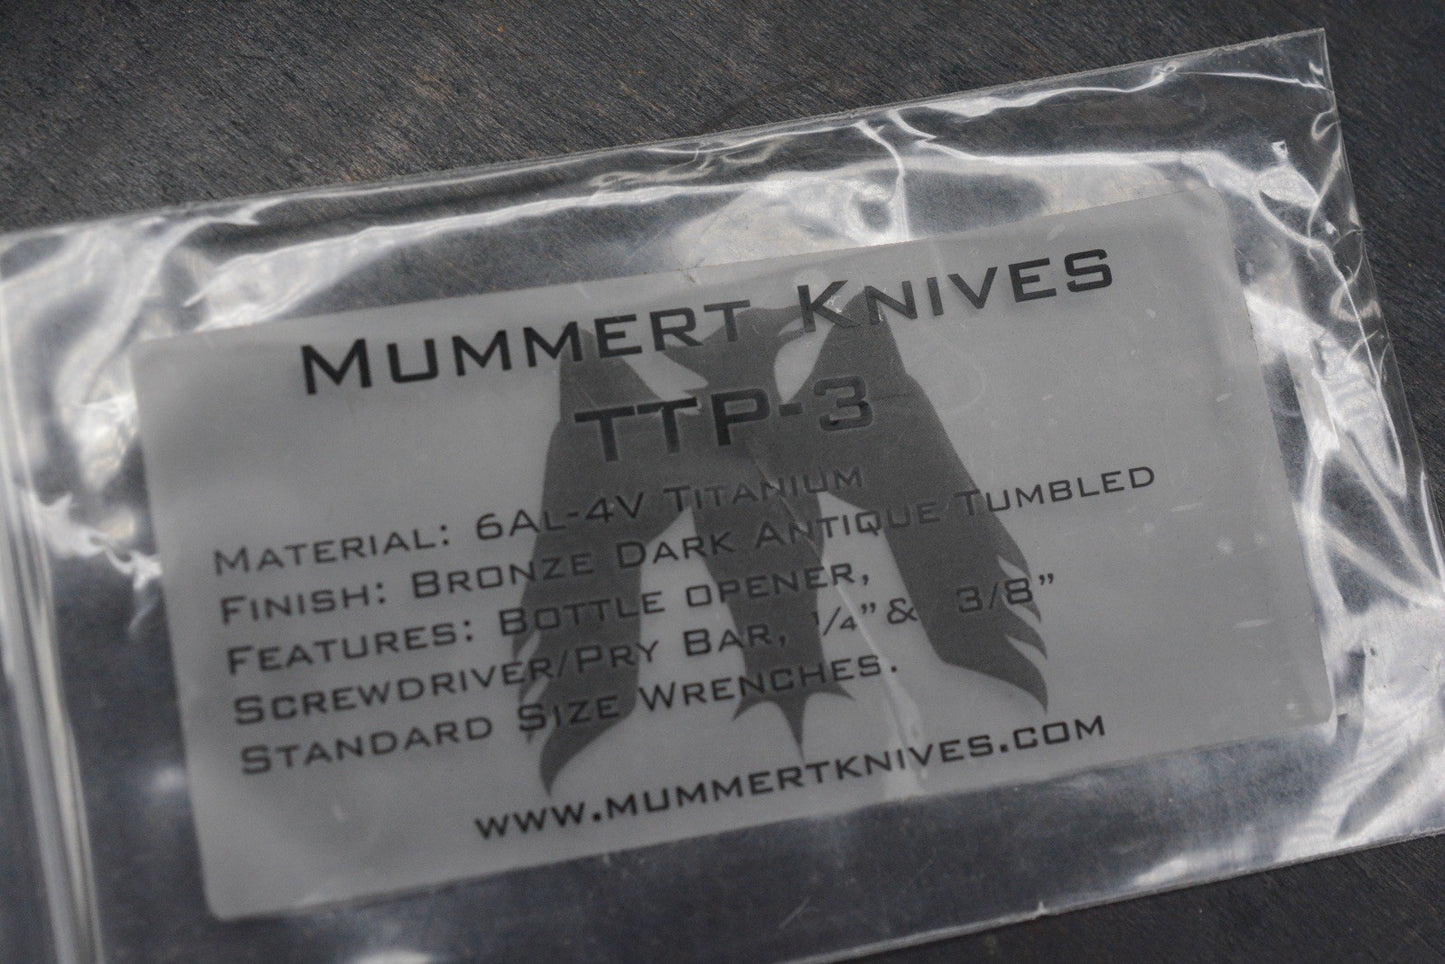 Mummert Knives
TTP-3
Material: 6AL-4V Titanium
Finish: Bronze Dark Antique Tumbled
Features: Bottle opener,
Screwdriver/Pry Bar, ¼”& 3/8”
Standard Size Wrenches.
www.mummertknives.com